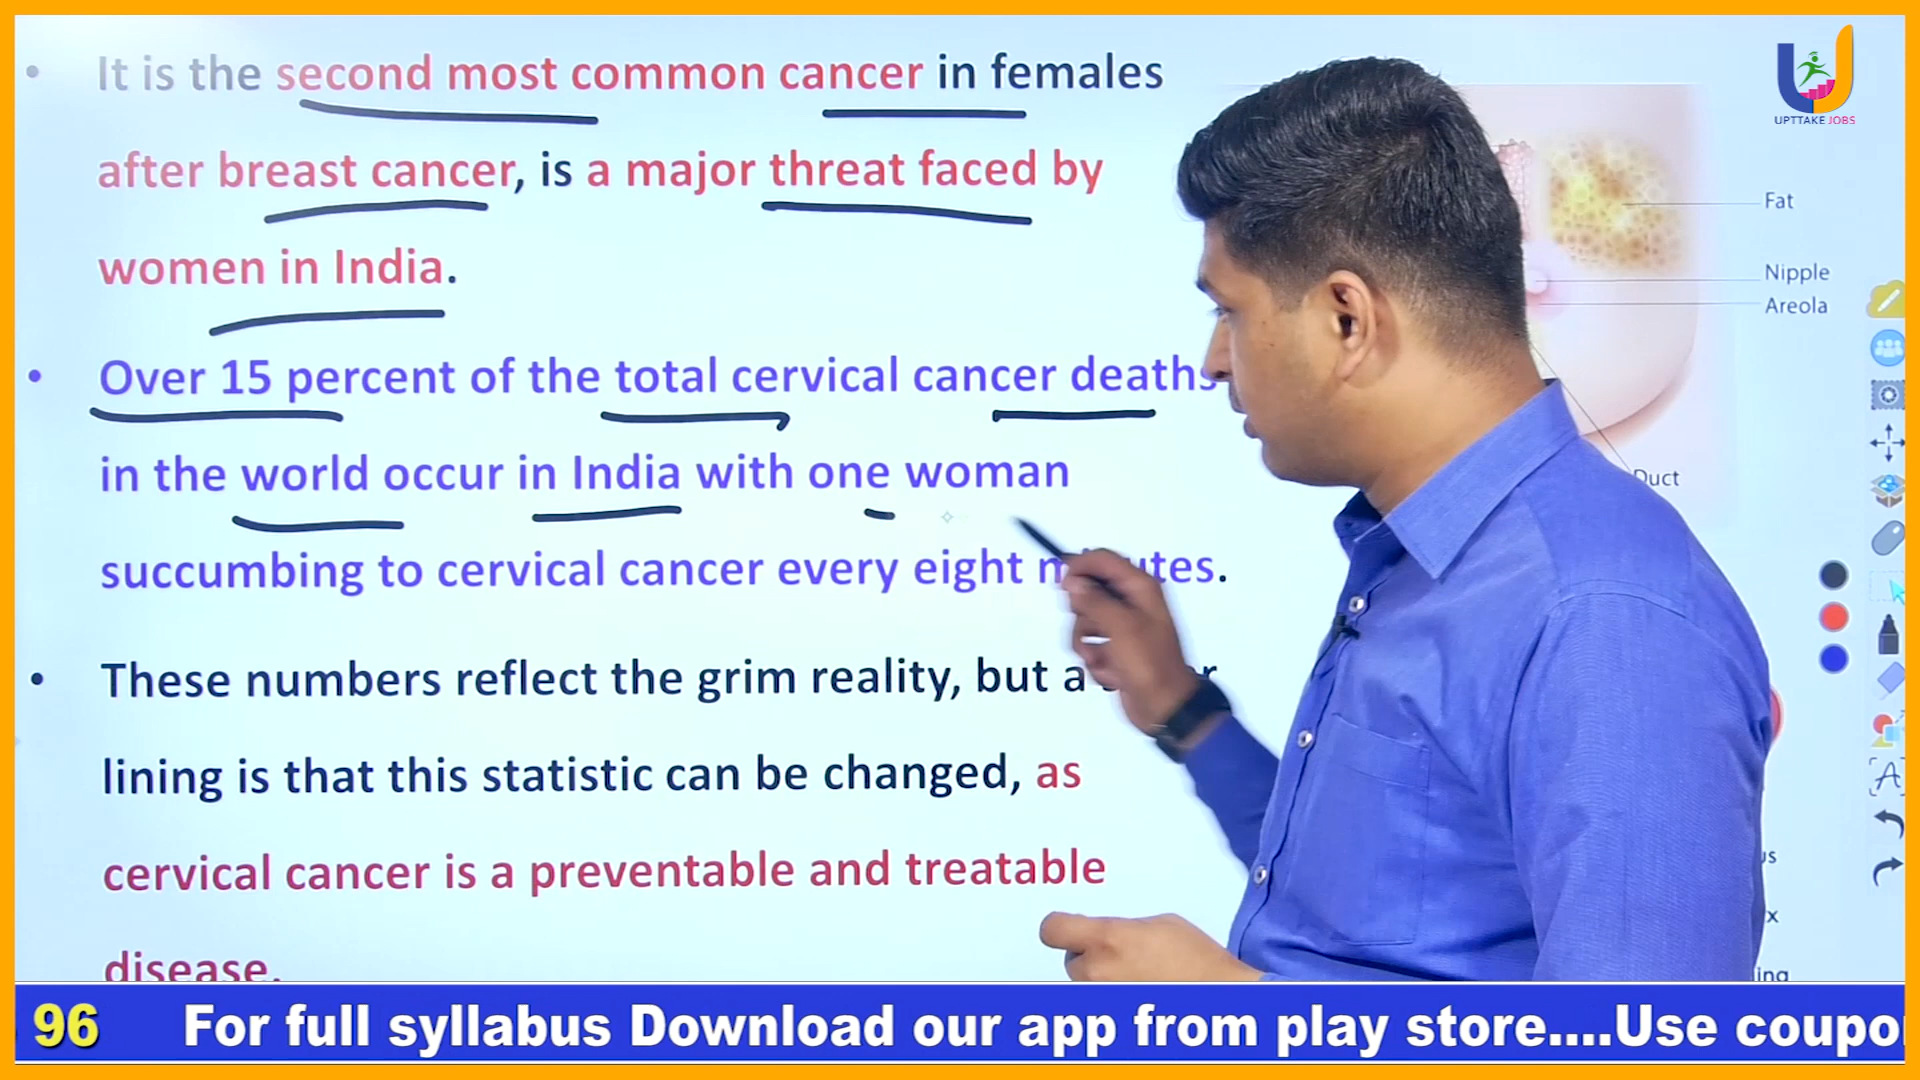 • It is the second most common cancer in females
after breast cancer, is a major threat faced by
women in India.
• Over 15 percent of the total cervical cancer deaths
in the world occur in India with one woman
succumbing to cervical cancer every eight minutes.
• These numbers reflect the grim reality, but a
lining is that this statistic can be changed, as
cervical cancer is a preventable and treatable
disease.
UPTTAKE JOBS
Fat
Nipple
Areola
Duct
96 For full syllabus Download our app from play store....Use coupo